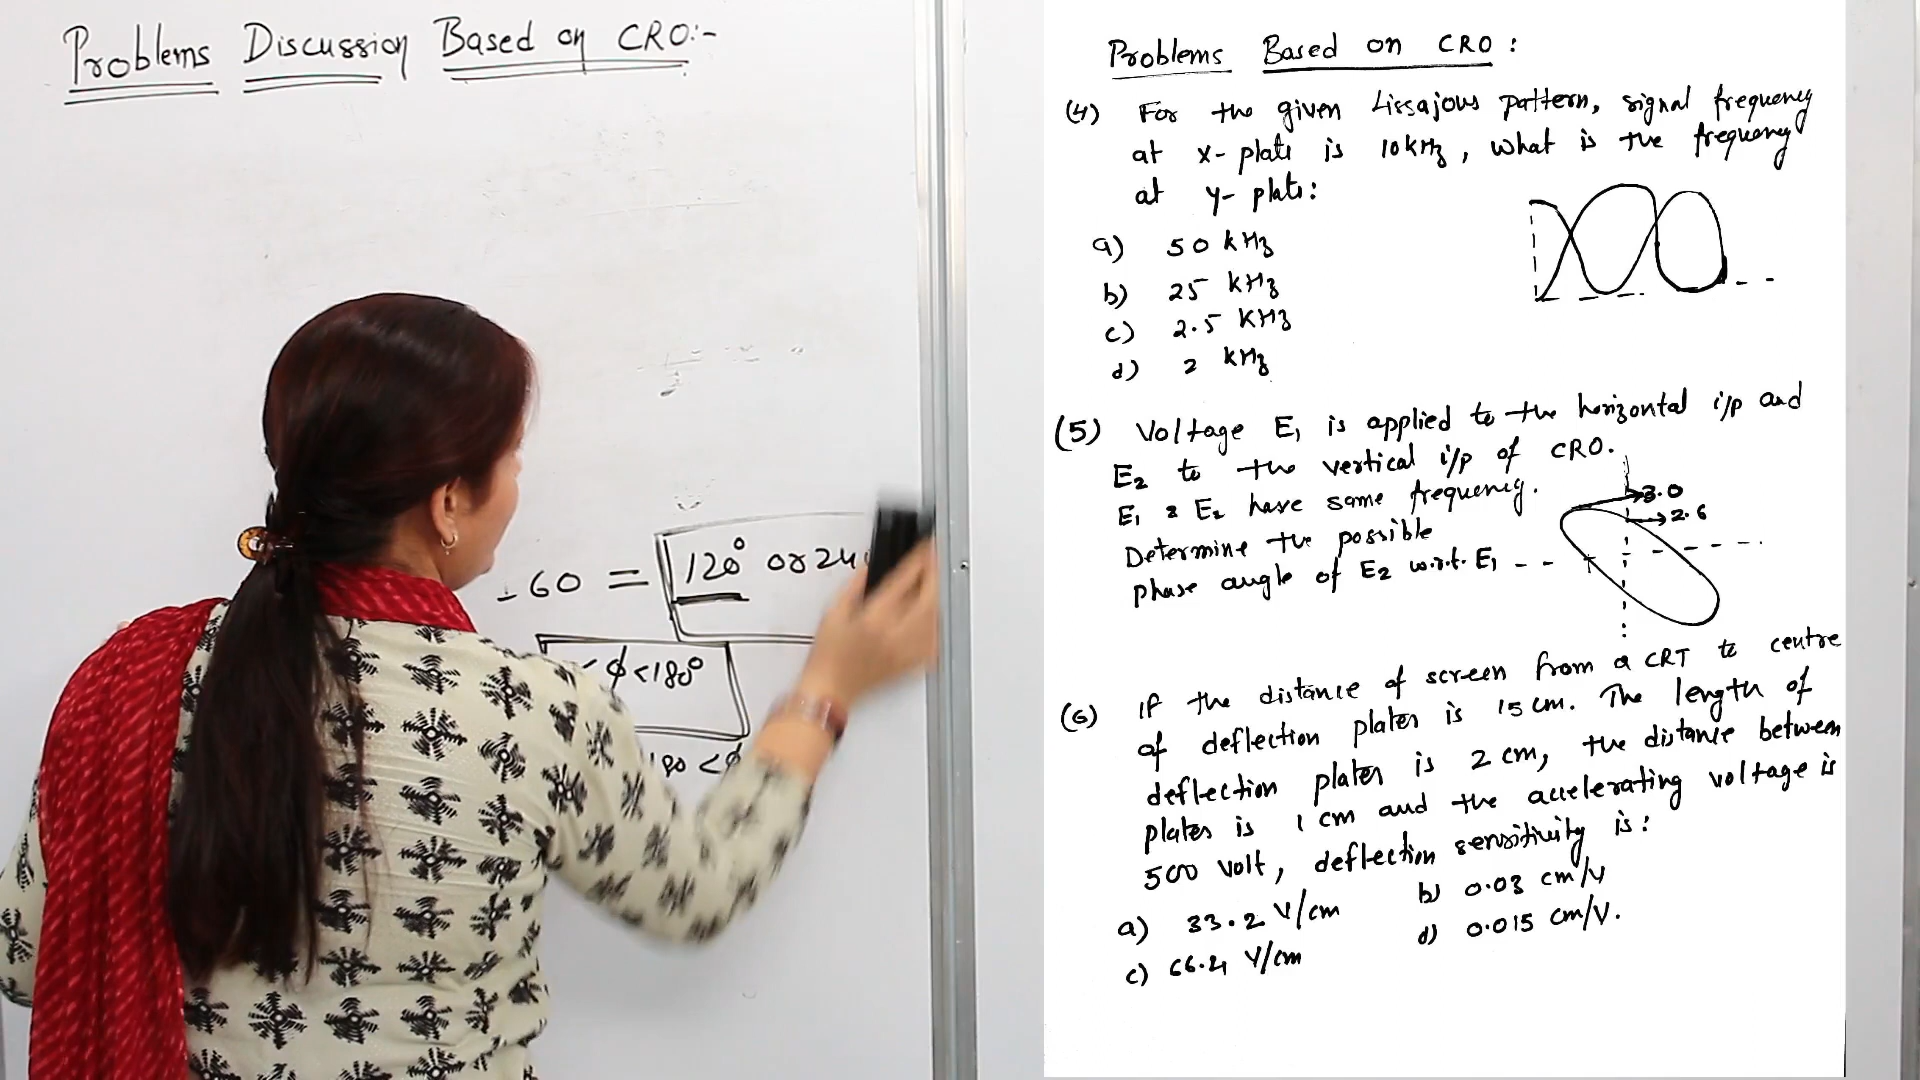 Problems Discussion Based on CRO:-
-60 = 120° or 24
< ϕ < 180°
180 < ϕ
Problems Based on CRO :
(4) For the given Lissajous pattern, signal frequency
at x-plate is 10kHz, what is the frequency
at y-plate:
a) 50 kHz
b) 25 kHz
c) 2.5 kHz
d) 2 kHz
(5) Voltage E1 is applied to the horizontal i/p and
E2 to the vertical i/p of CRO.
E1 & E2 have same frequency.
Determine the possible
phase angle of E2 w.r.t. E1
3.0
2.6
(6) If the distance of screen from a CRT to centre
of deflection plates is 15cm. The length of
deflection plates is 2 cm, the distance between
plates is 1 cm and the accelerating voltage is
500 volt, deflection sensitivity is:
a) 33.2 V/cm b) 0.03 cm/V
c) 66.4 V/cm d) 0.015 cm/V.